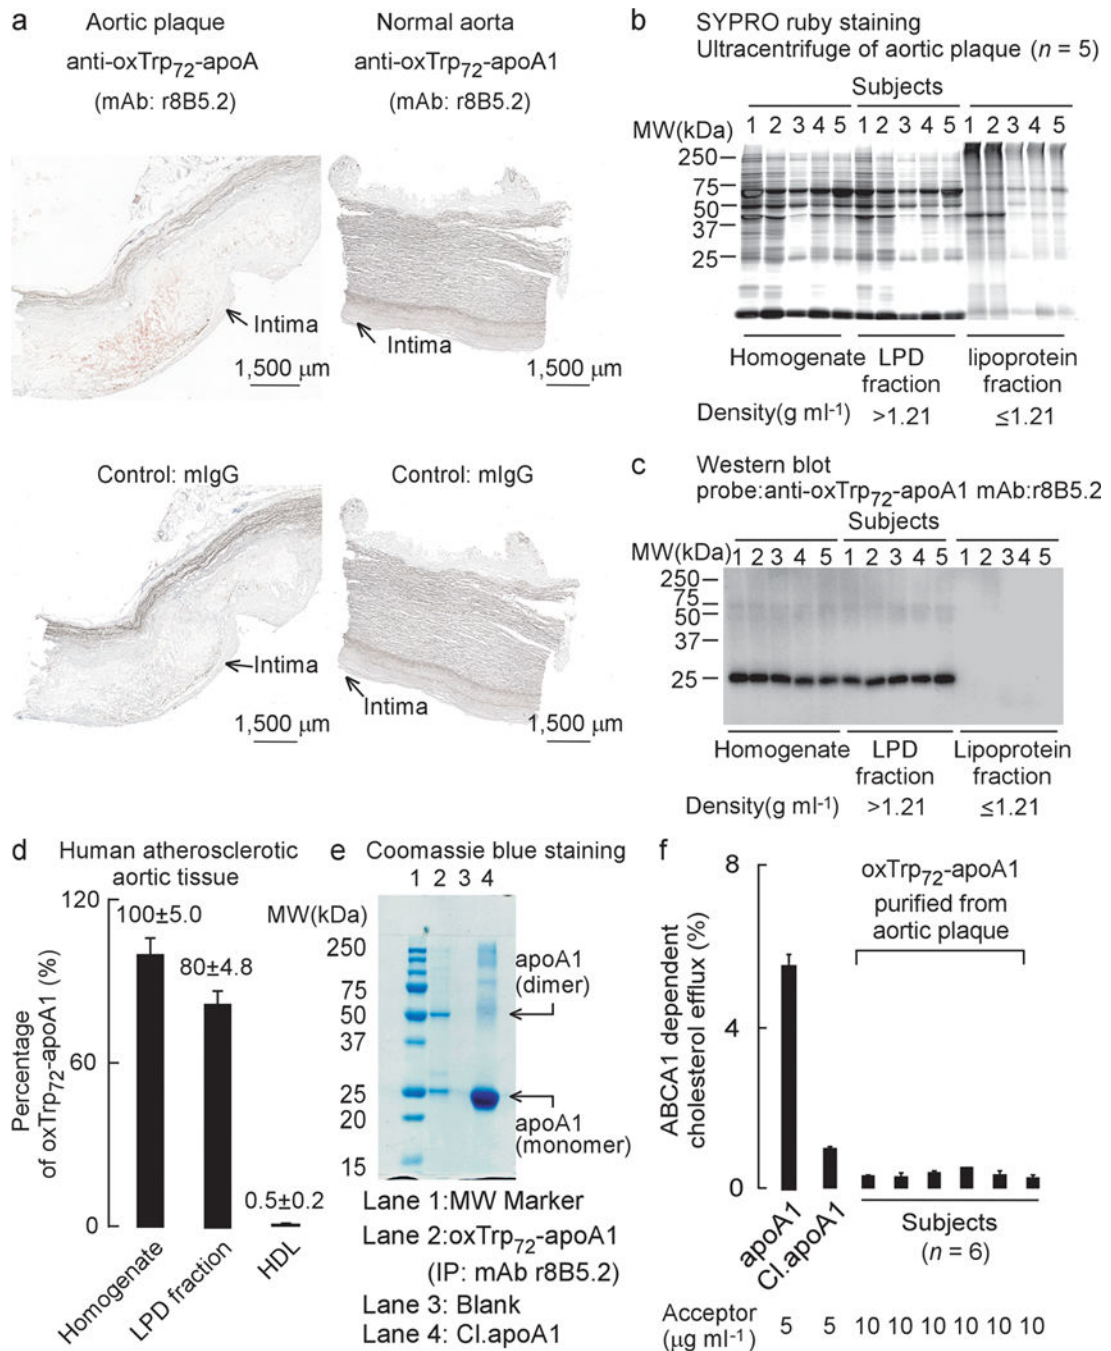 a
Aortic plaque
anti-oxTrp72-apoA
(mAb: r8B5.2)
Normal aorta
anti-oxTrp72-apoA1
(mAb: r8B5.2)
Intima
1,500 µm
Intima
1,500 µm
Control: mIgG
Control: mIgG
Intima
1,500 µm
Intima
1,500 µm
b SYPRO ruby staining
Ultracentrifuge of aortic plaque (n = 5)
Subjects
MW(kDa) 1 2 3 4 5 1 2 3 4 5 1 2 3 4 5
250
75
50
37
25
Homogenate LPD fraction lipoprotein fraction
Density(g ml-1) >1.21 ≤1.21
c Western blot
probe:anti-oxTrp72-apoA1 mAb:r8B5.2
Subjects
MW(kDa) 1 2 3 4 5 1 2 3 4 5 1 2 3 4 5
250
75
50
37
25
Homogenate LPD fraction Lipoprotein fraction
Density(g ml-1) >1.21 ≤1.21
d Human atherosclerotic
aortic tissue
Percentage
of oxTrp72-apoA1 (%)
120
60
0
100±5.0
80±4.8
0.5±0.2
Homogenate
LPD fraction
HDL
e Coomassie blue staining
1 2 3 4
MW(kDa)
250
75
50
37
25
20
15
apoA1
(dimer)
apoA1
(monomer)
Lane 1:MW Marker
Lane 2:oxTrp72-apoA1
(IP: mAb r8B5.2)
Lane 3: Blank
Lane 4: Cl.apoA1
f
ABCA1 dependent
cholesterol efflux (%)
8
4
0
oxTrp72-apoA1
purified from
aortic plaque
apoA1
Cl.apoA1
Subjects
(n = 6)
Acceptor
(µg ml-1) 5 5 10 10 10 10 10 10